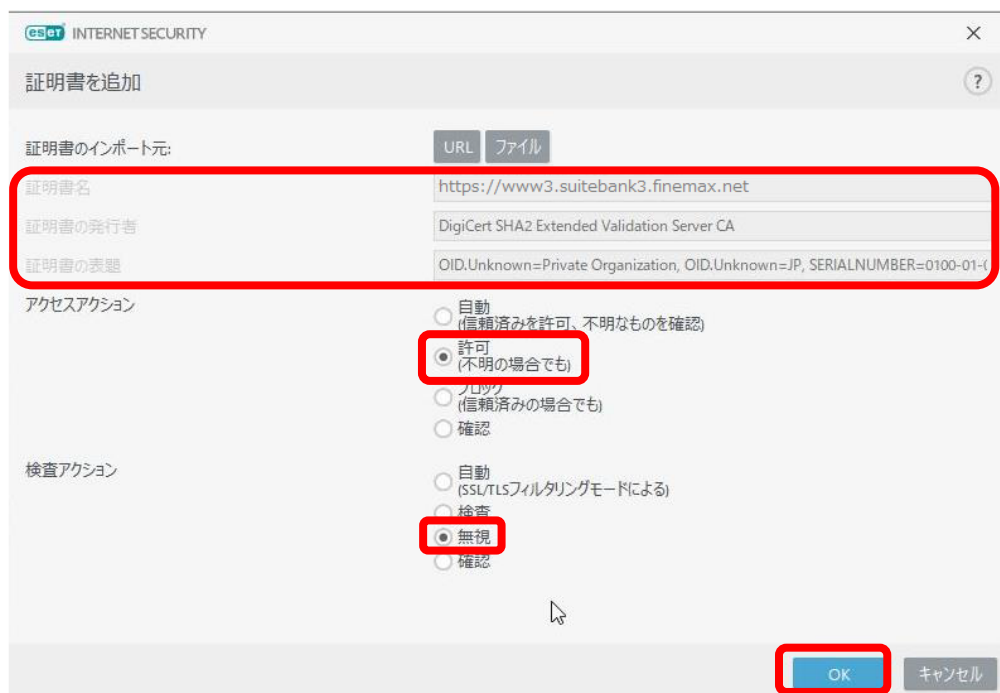 eset INTERNET SECURITY
証明書を追加
?
証明書のインポート元:
URL ファイル
証明書名 https://www3.suitebank3.finemax.net
証明書の発行者 DigiCert SHA2 Extended Validation Server CA
証明書の表題 OID.Unknown=Private Organization, OID.Unknown=JP, SERIALNUMBER=0100-01-
アクセスアクション
自動
(信頼済みを許可、不明なものを確認)
許可
(不明の場合でも)
ブロック
(信頼済みの場合でも)
確認
検査アクション
自動
(SSL/TLSフィルタリングモードによる)
検査
無視
確認
OK キャンセル